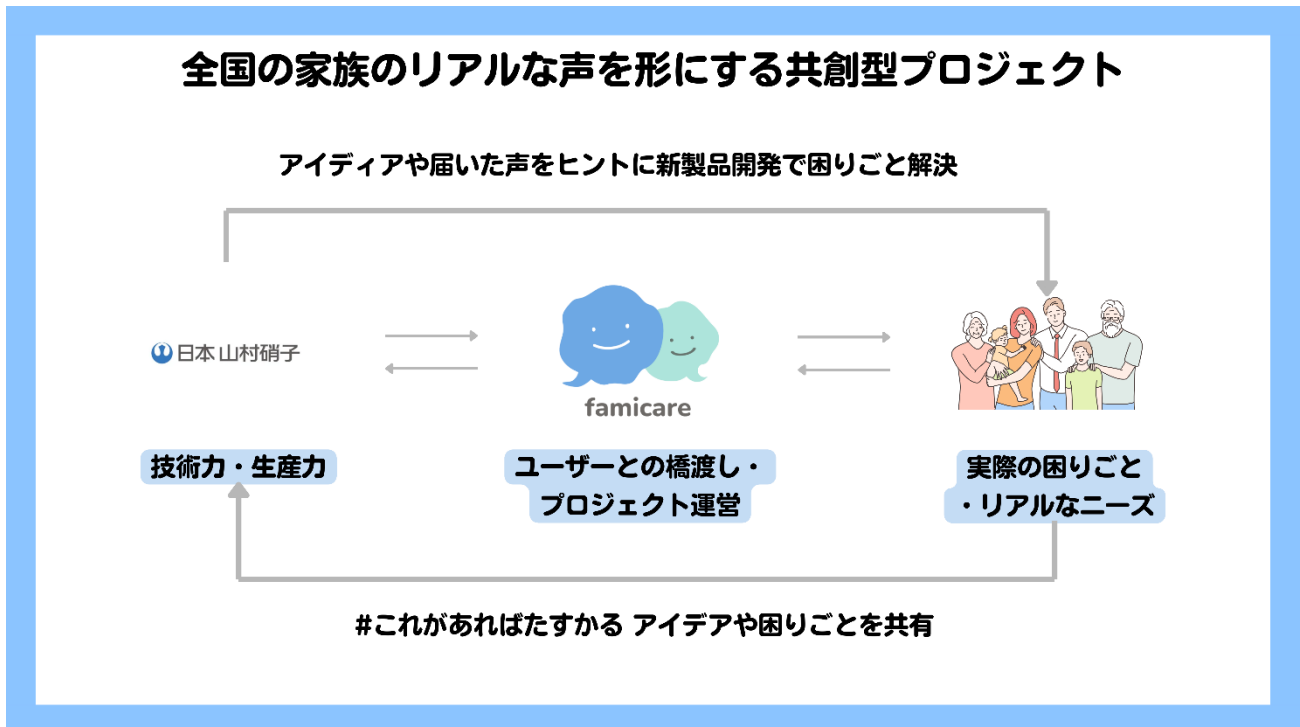 全国の家族のリアルな声を形にする共創型プロジェクト
アイディアや届いた声をヒントに新製品開発で困りごと解決
日本山村硝子
famicare
技術力・生産力
ユーザーとの橋渡し・
プロジェクト運営
実際の困りごと
・リアルなニーズ
#これがあればたすかる アイデアや困りごとを共有